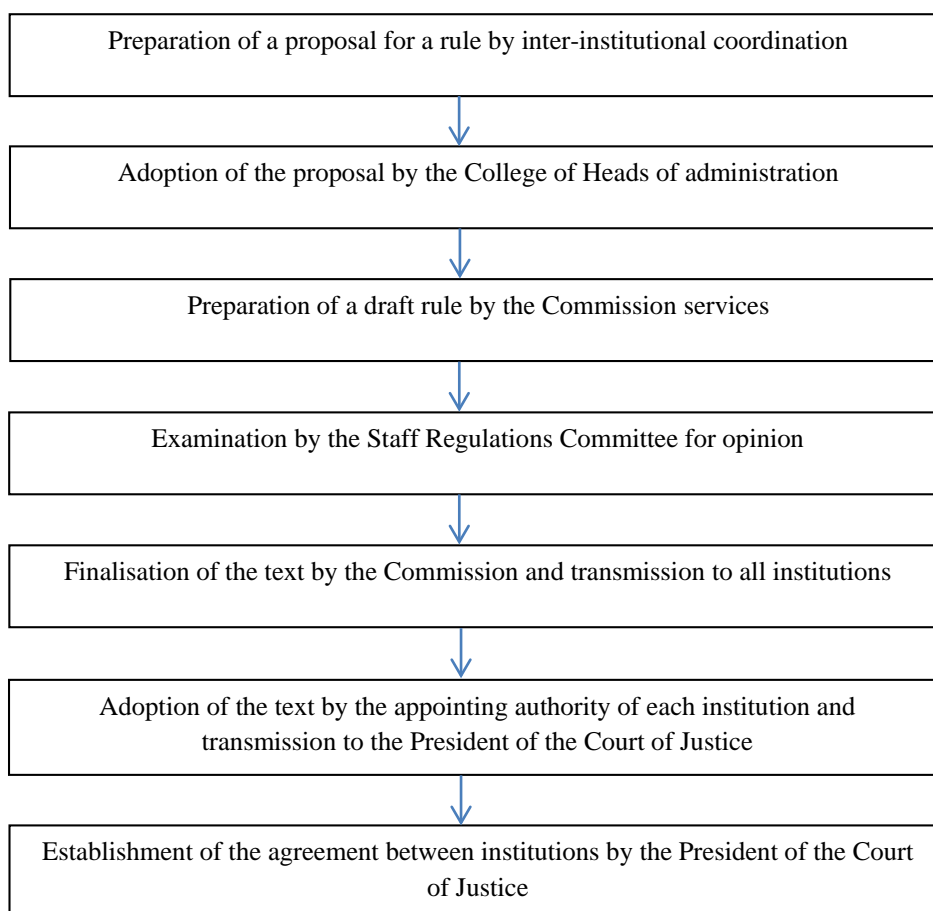 Preparation of a proposal for a rule by inter-institutional coordination
Adoption of the proposal by the College of Heads of administration
Preparation of a draft rule by the Commission services
Examination by the Staff Regulations Committee for opinion
Finalisation of the text by the Commission and transmission to all institutions
Adoption of the text by the appointing authority of each institution and
transmission to the President of the Court of Justice
Establishment of the agreement between institutions by the President of the Court
of Justice